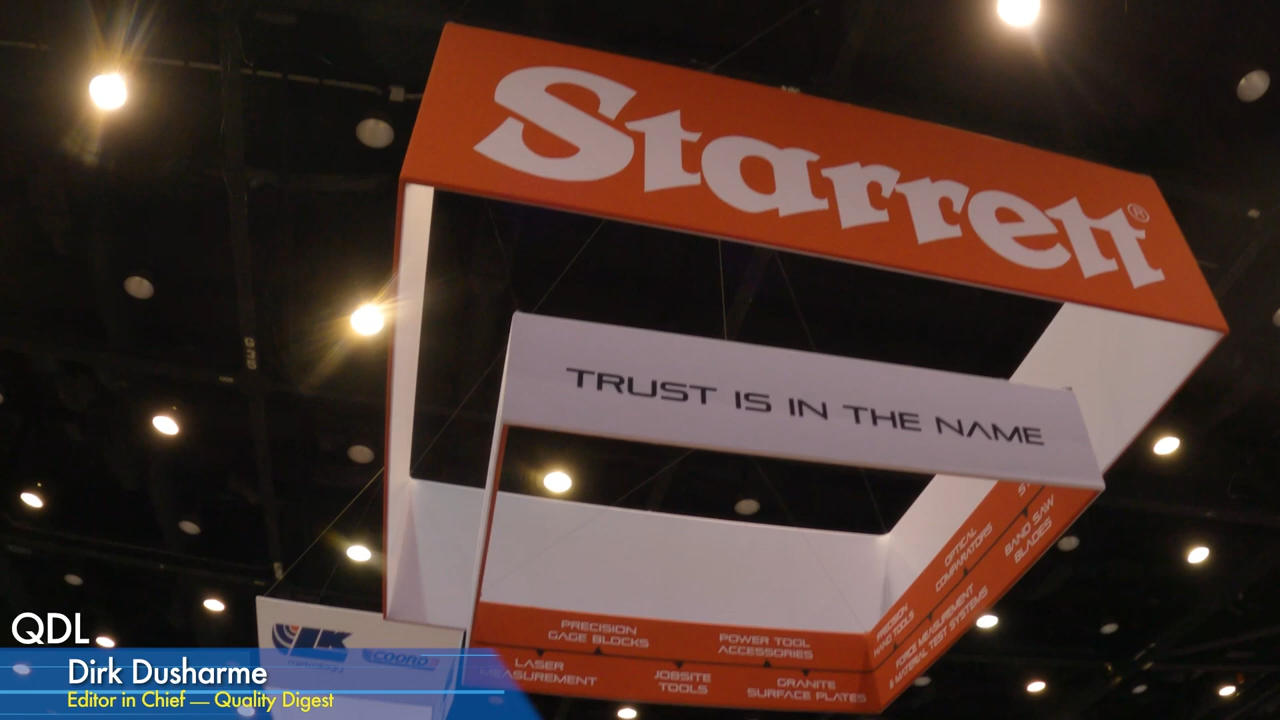 Starrett®
TRUST IS IN THE NAME
OPTICAL
COMPARATORS
BAND SAW
BLADES
PRECISION
HAND TOOLS
FORCE MEASUREMENT
& MATERIAL TEST SYSTEMS
PRECISION
GAGE BLOCKS
POWER TOOL
ACCESSORIES
LASER
MEASUREMENT
JOBSITE
TOOLS
GRANITE
SURFACE PLATES
JK
COORD3
QDL
Dirk Dusharme
Editor in Chief — Quality Digest